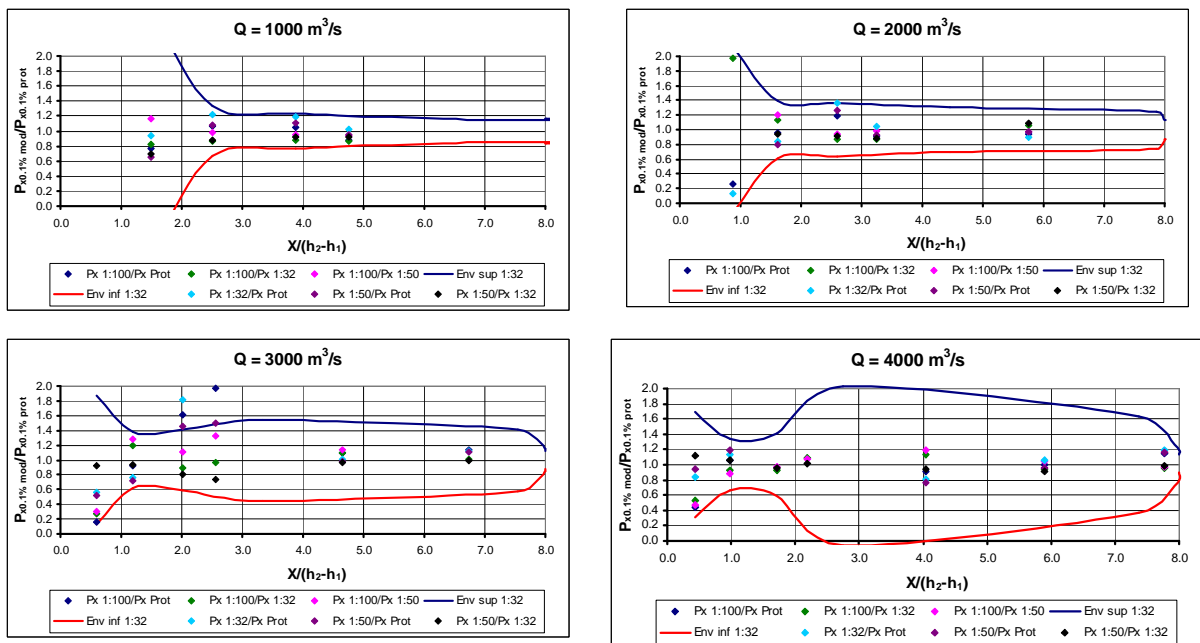 Q = 1000 m³/s
Px0.1% mod/Px0.1% prot
2.0
1.8
1.6
1.4
1.2
1.0
0.8
0.6
0.4
0.2
0.0
0.0 1.0 2.0 3.0 4.0 5.0 6.0 7.0 8.0
X/(h₂-h₁)
Px 1:100/Px Prot Px 1:100/Px 1:32 Px 1:100/Px 1:50 Env sup 1:32
Env inf 1:32 Px 1:32/Px Prot Px 1:50/Px Prot Px 1:50/Px 1:32
Q = 2000 m³/s
Px0.1% mod/Px0.1% prot
2.0
1.8
1.6
1.4
1.2
1.0
0.8
0.6
0.4
0.2
0.0
0.0 1.0 2.0 3.0 4.0 5.0 6.0 7.0 8.0
X/(h₂-h₁)
Px 1:100/Px Prot Px 1:100/Px 1:32 Px 1:100/Px 1:50 Env sup 1:32
Env inf 1:32 Px 1:32/Px Prot Px 1:50/Px Prot Px 1:50/Px 1:32
Q = 3000 m³/s
Px0.1% mod/Px0.1% prot
2.0
1.8
1.6
1.4
1.2
1.0
0.8
0.6
0.4
0.2
0.0
0.0 1.0 2.0 3.0 4.0 5.0 6.0 7.0 8.0
X/(h₂-h₁)
Px 1:100/Px Prot Px 1:100/Px 1:32 Px 1:100/Px 1:50 Env sup 1:32
Env inf 1:32 Px 1:32/Px Prot Px 1:50/Px Prot Px 1:50/Px 1:32
Q = 4000 m³/s
Px0.1% mod/Px0.1% prot
2.0
1.8
1.6
1.4
1.2
1.0
0.8
0.6
0.4
0.2
0.0
0.0 1.0 2.0 3.0 4.0 5.0 6.0 7.0 8.0
X/(h₂-h₁)
Px 1:100/Px Prot Px 1:100/Px 1:32 Px 1:100/Px 1:50 Env sup 1:32
Env inf 1:32 Px 1:32/Px Prot Px 1:50/Px Prot Px 1:50/Px 1:32